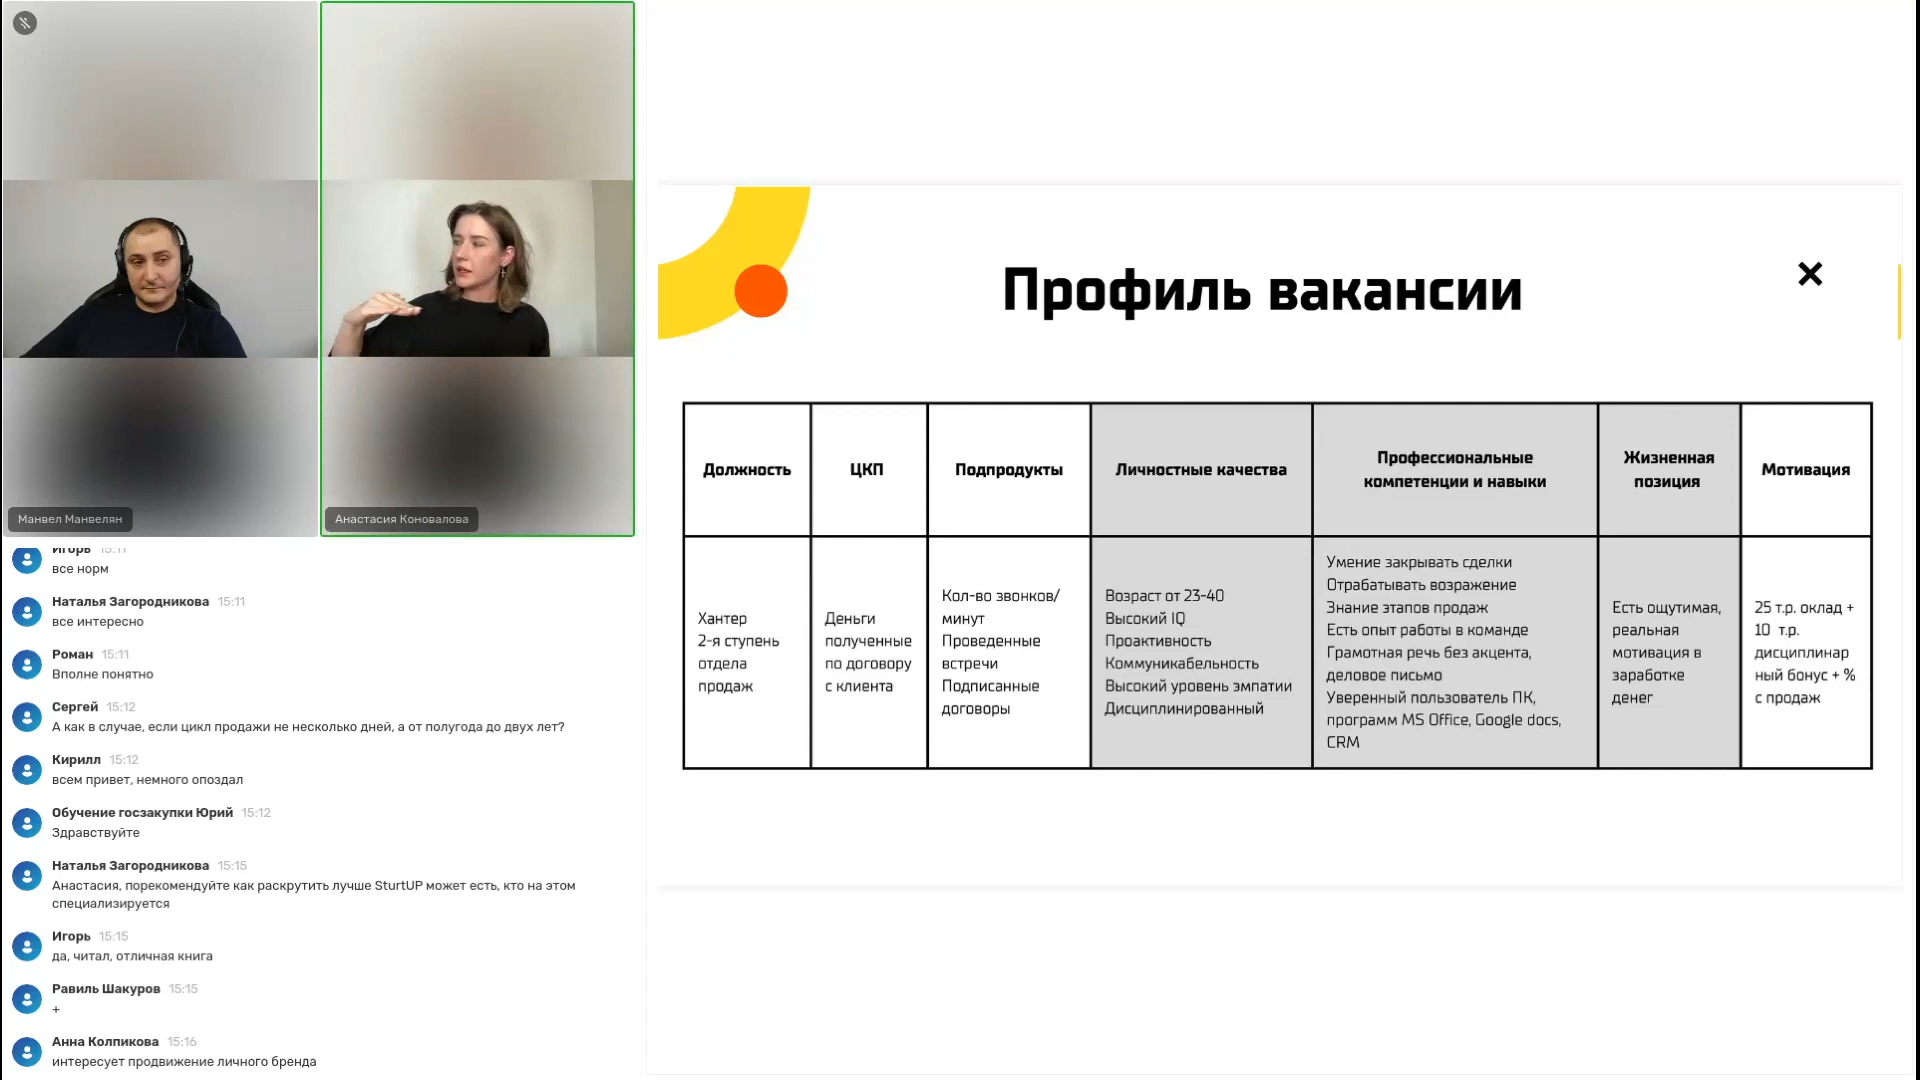 Манвел Манвелян
Анастасия Коновалова
Игорь 15:11
все норм
Наталья Загородникова 15:11
все интересно
Роман 15:11
Вполне понятно
Сергей 15:12
А как в случае, если цикл продажи не несколько дней, а от полугода до двух лет?
Кирилл 15:12
всем привет, немного опоздал
Обучение госзакупки Юрий 15:12
Здравствуйте
Наталья Загородникова 15:15
Анастасия, порекомендуйте как раскрутить лучше SturtUP может есть, кто на этом
специализируется
Игорь 15:15
да, читал, отличная книга
Равиль Шакуров 15:15
+
Анна Колпикова 15:16
интересует продвижение личного бренда
Профиль вакансии
Должность
ЦКП
Подпродукты
Личностные качества
Профессиональные
компетенции и навыки
Жизненная
позиция
Мотивация
Хантер
2-я ступень
отдела
продаж
Деньги
полученные
по договору
с клиента
Кол-во звонков/
минут
Проведенные
встречи
Подписанные
договоры
Возраст от 23-40
Высокий IQ
Проактивность
Коммуникабельность
Высокий уровень эмпатии
Дисциплинированный
Умение закрывать сделки
Отрабатывать возражение
Знание этапов продаж
Есть опыт работы в команде
Грамотная речь без акцента,
деловое письмо
Уверенный пользователь ПК,
программ MS Office, Google docs,
CRM
Есть ощутимая,
реальная
мотивация в
заработке
денег
25 т.р. оклад +
10 т.р.
дисциплинар
ный бонус + %
с продаж